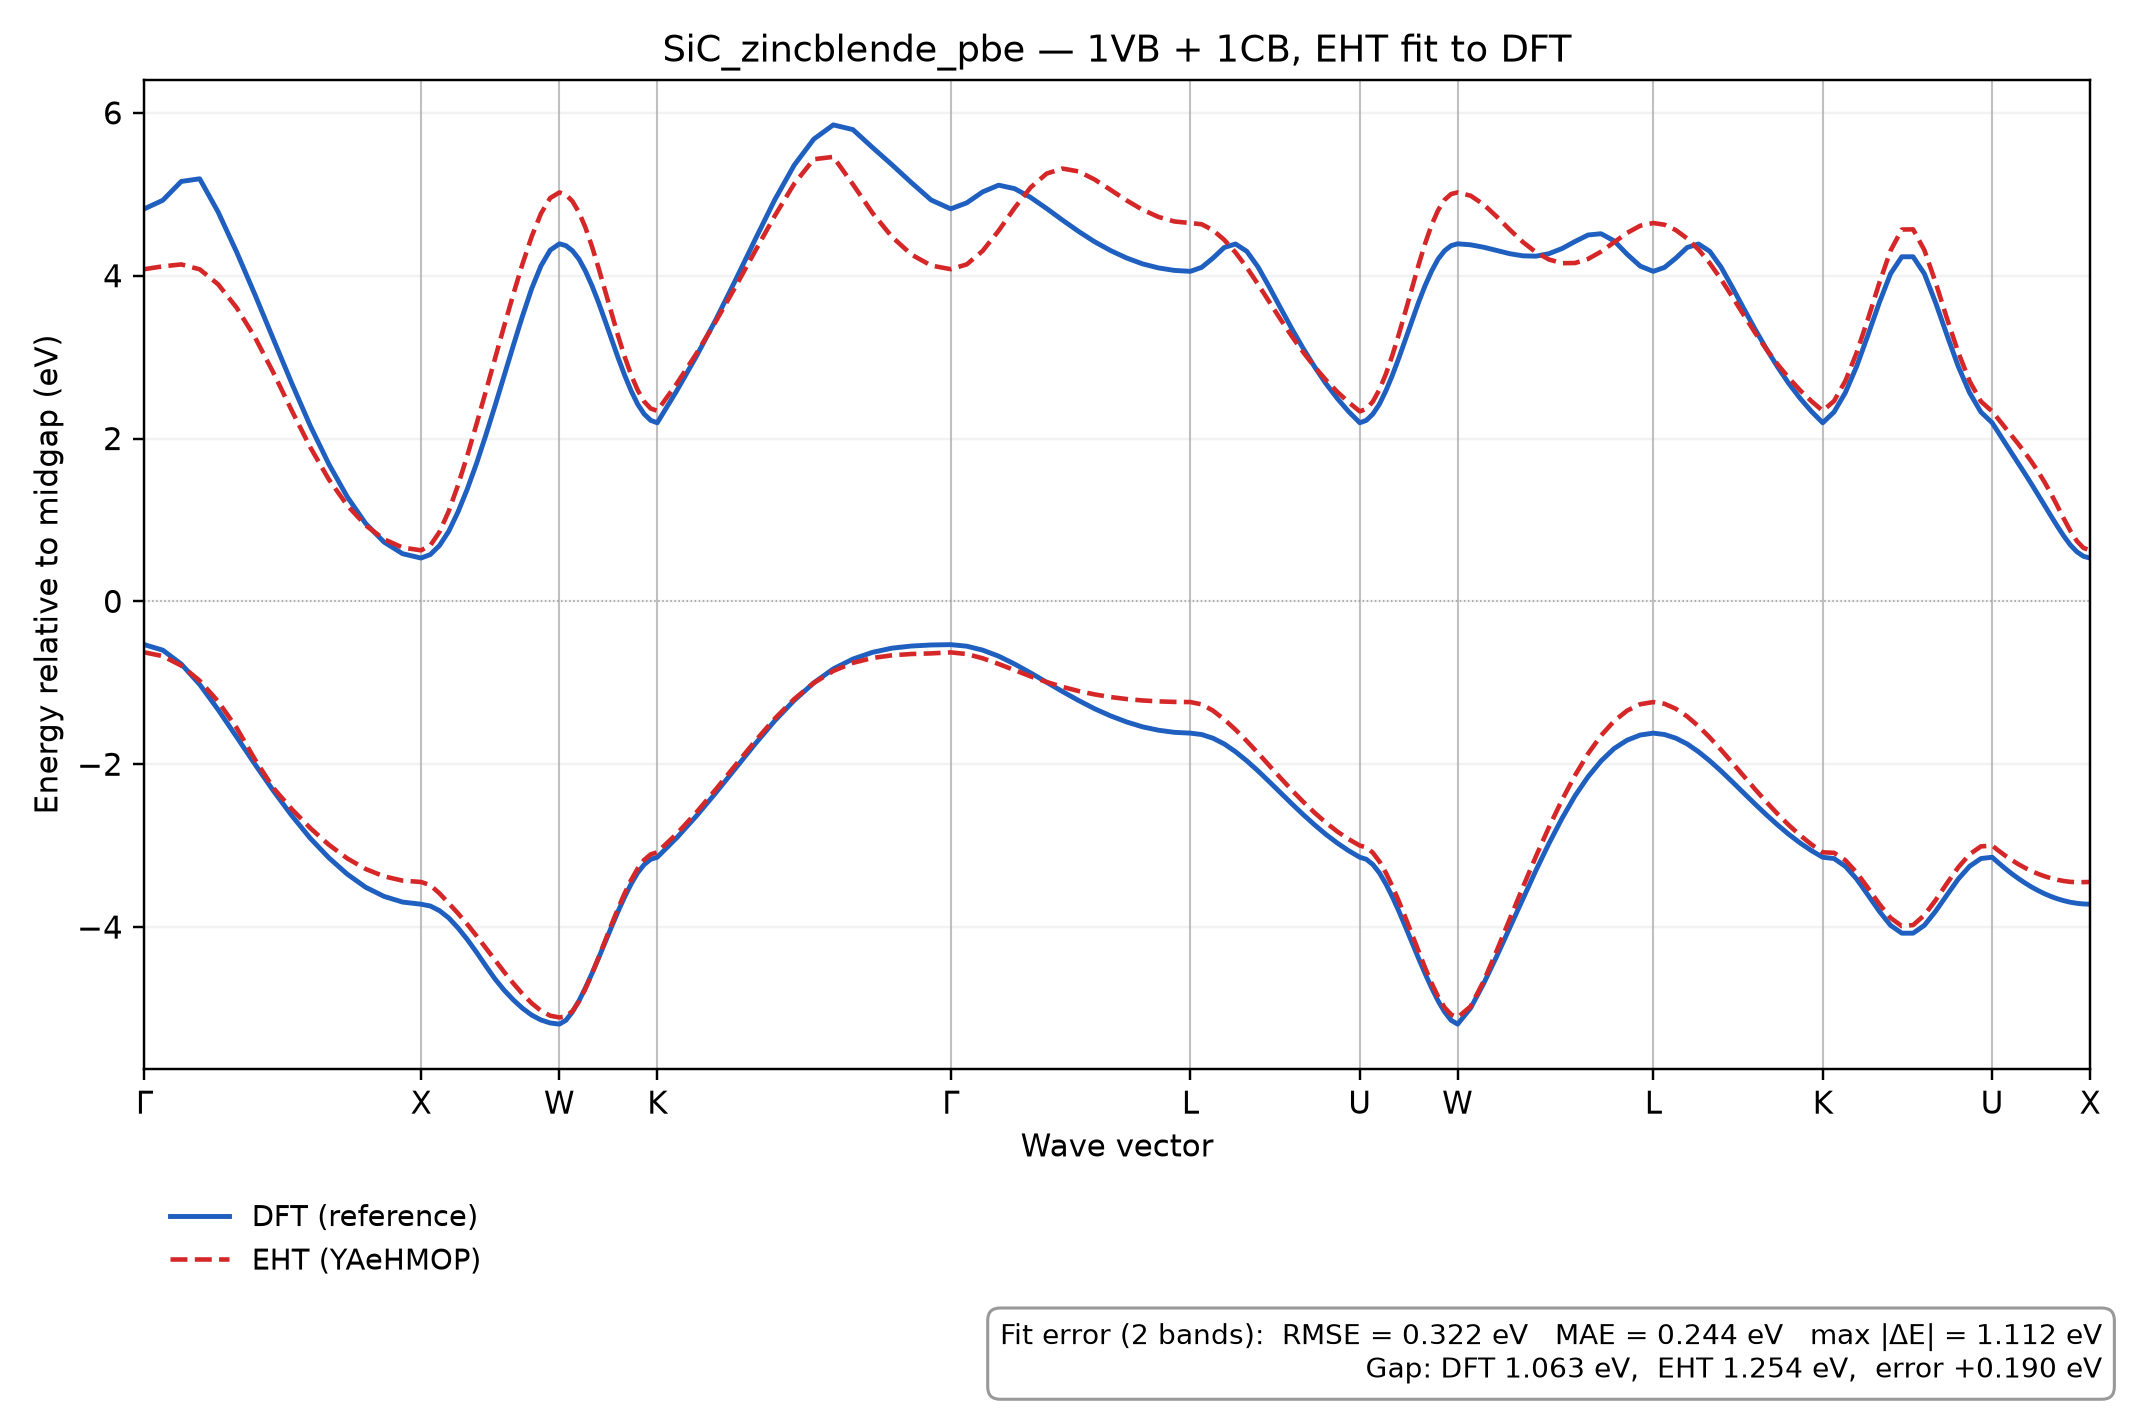 SiC_zincblende_pbe — 1VB + 1CB, EHT fit to DFT
Energy relative to midgap (eV)
6
4
2
0
−2
−4
Γ X W K Γ L U W L K U X
Wave vector
DFT (reference)
EHT (YAeHMOP)
Fit error (2 bands): RMSE = 0.322 eV MAE = 0.244 eV max |ΔE| = 1.112 eV
Gap: DFT 1.063 eV, EHT 1.254 eV, error +0.190 eV